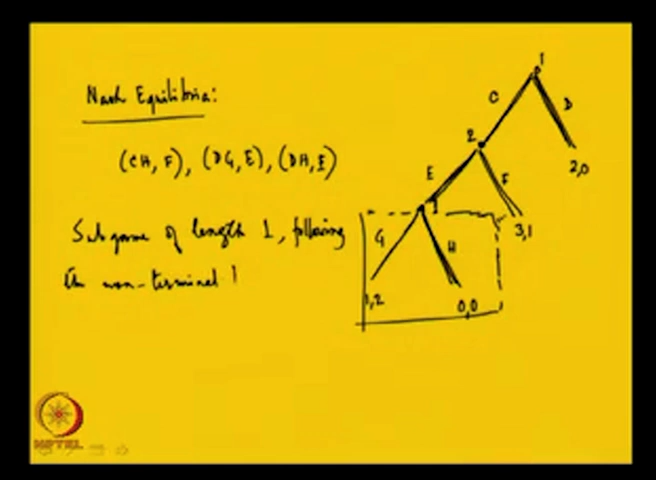 Nash Equilibria:
(CH, F), (DG, E), (DH, E)
Subgame of length 1, following
the non-terminal
1
C
D
2
2,0
E
F
1
3,1
G
H
1,2
0,0
NPTEL